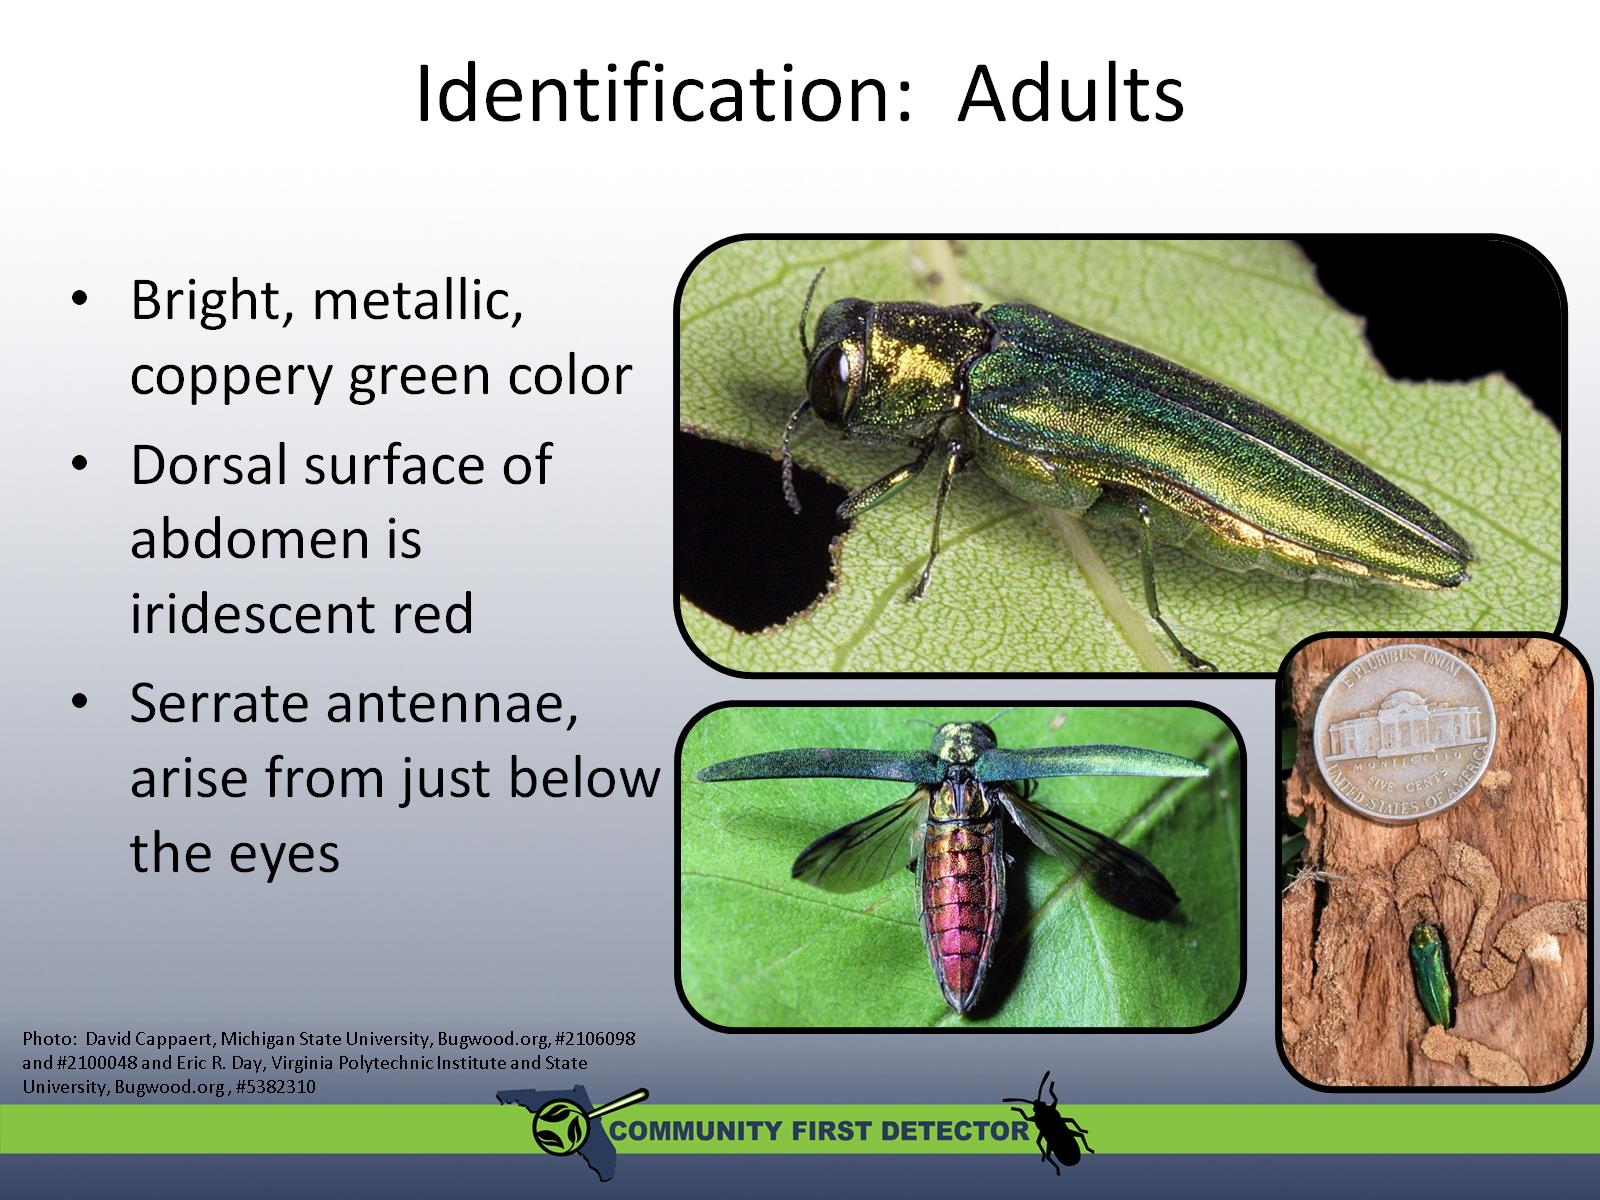 Identification:  Adults
• Bright, metallic,
coppery green color
• Dorsal surface of
abdomen is
iridescent red
• Serrate antennae,
arise from just below
the eyes
E PLURIBUS UNUM
MONTICELLO
FIVE CENTS
UNITED STATES OF AMERICA
Photo:  David Cappaert, Michigan State University, Bugwood.org, #2106098
and #2100048 and Eric R. Day, Virginia Polytechnic Institute and State
University, Bugwood.org , #5382310
COMMUNITY FIRST DETECTOR